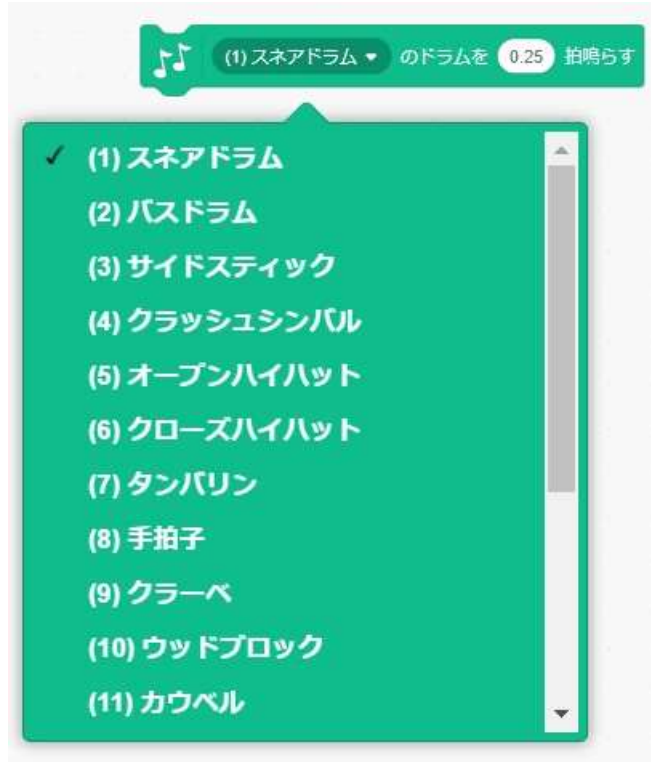 (1) スネアドラム のドラムを 0.25 拍鳴らす
(1) スネアドラム
(2) バスドラム
(3) サイドスティック
(4) クラッシュシンバル
(5) オープンハイハット
(6) クローズハイハット
(7) タンバリン
(8) 手拍子
(9) クラーベ
(10) ウッドブロック
(11) カウベル